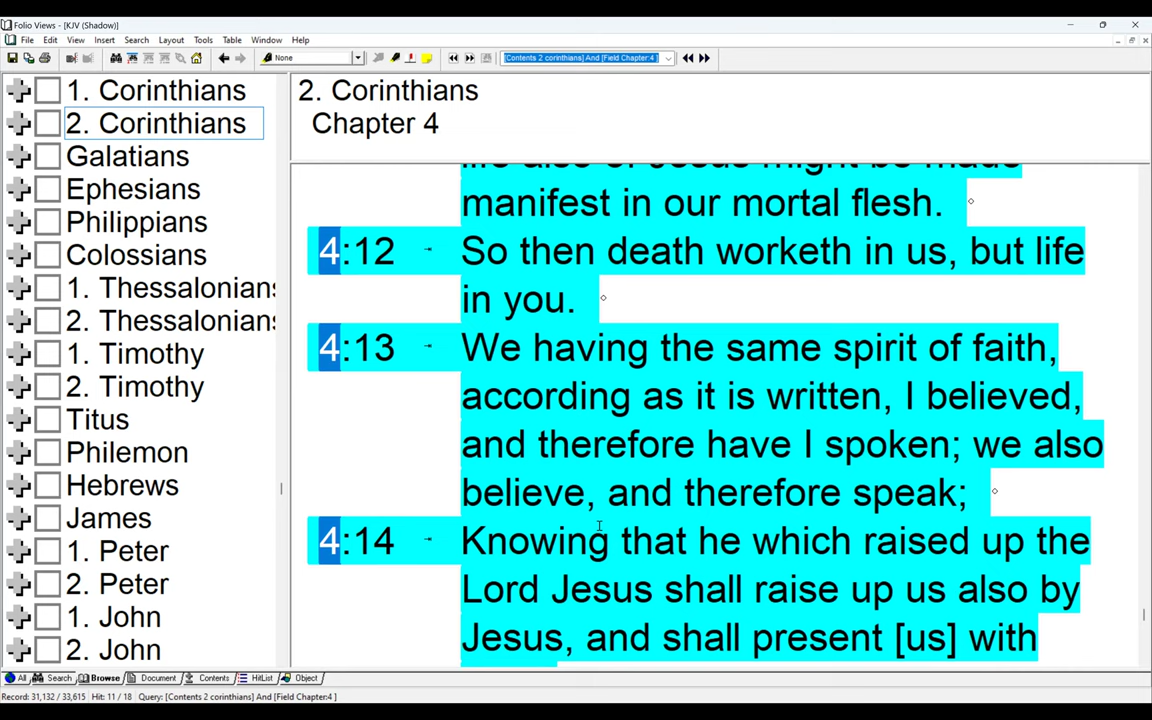 Folio Views - [KJV (Shadow)]
File Edit View Insert Search Layout Tools Table Window Help
None
[Contents 2 corinthians] And [Field Chapter:4 ]
1. Corinthians
2. Corinthians
Galatians
Ephesians
Philippians
Colossians
1. Thessalonians
2. Thessalonians
1. Timothy
2. Timothy
Titus
Philemon
Hebrews
James
1. Peter
2. Peter
1. John
2. John
2. Corinthians
Chapter 4
life also of Jesus might be made
manifest in our mortal flesh.
4:12 So then death worketh in us, but life
in you.
4:13 We having the same spirit of faith,
according as it is written, I believed,
and therefore have I spoken; we also
believe, and therefore speak;
4:14 Knowing that he which raised up the
Lord Jesus shall raise up us also by
Jesus, and shall present [us] with
All Search Browse Document Contents HitList Object
Record: 31,132 / 33,615 Hit: 11 / 18 Query: [Contents 2 corinthians] And [Field Chapter:4 ]